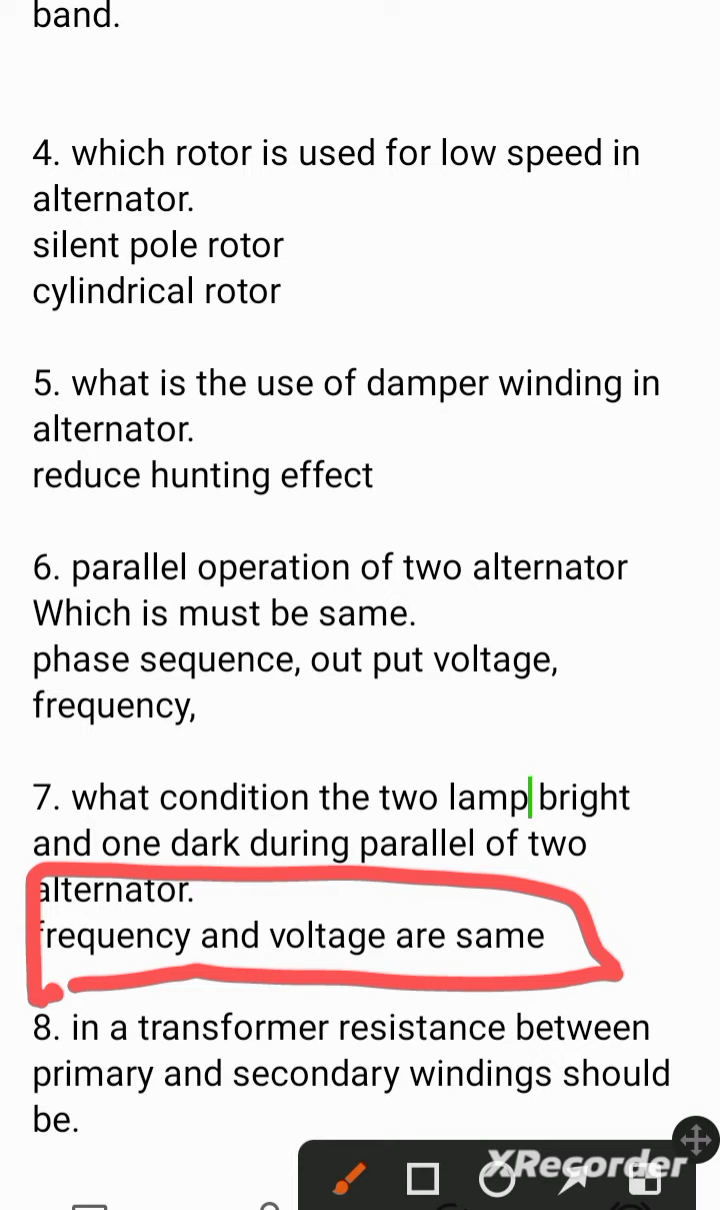 band.
4. which rotor is used for low speed in
alternator.
silent pole rotor
cylindrical rotor
5. what is the use of damper winding in
alternator.
reduce hunting effect
6. parallel operation of two alternator
Which is must be same.
phase sequence, out put voltage,
frequency,
7. what condition the two lamp bright
and one dark during parallel of two
alternator.
frequency and voltage are same
8. in a transformer resistance between
primary and secondary windings should
be.
XRecorder